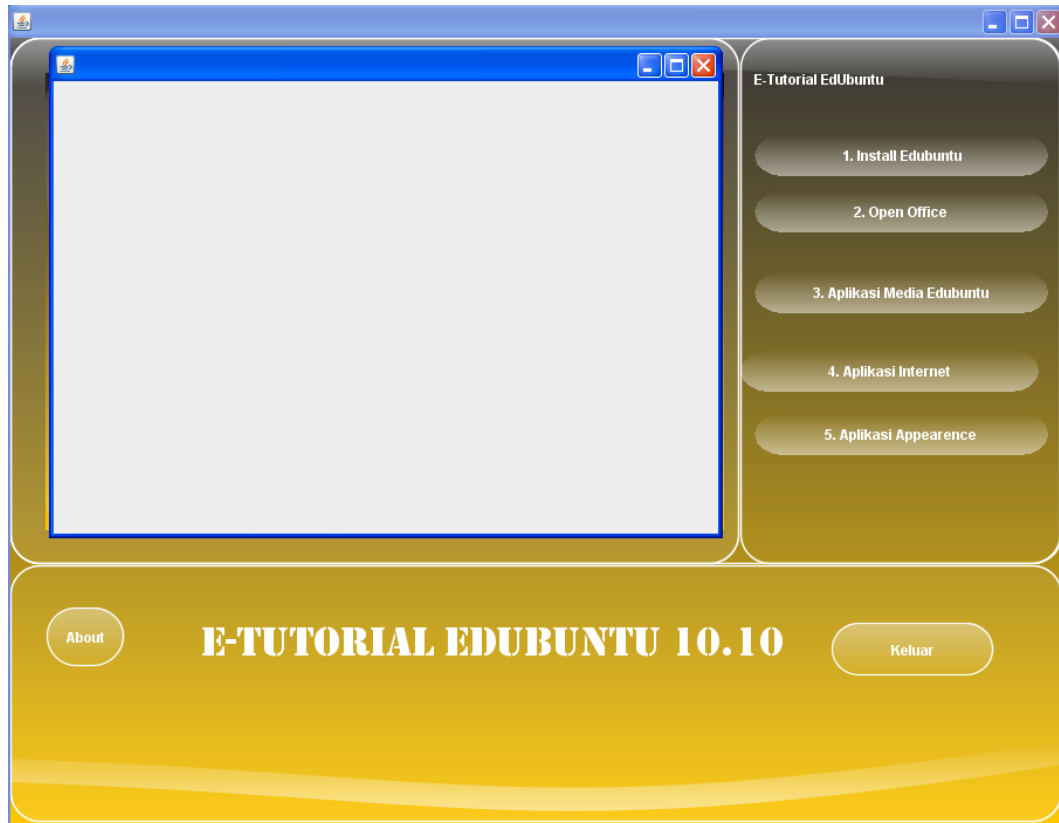 E-Tutorial EdUbuntu
1. Install Edubuntu
2. Open Office
3. Aplikasi Media Edubuntu
4. Aplikasi Internet
5. Aplikasi Appearence
About
E-TUTORIAL EDUBUNTU 10.10
Keluar